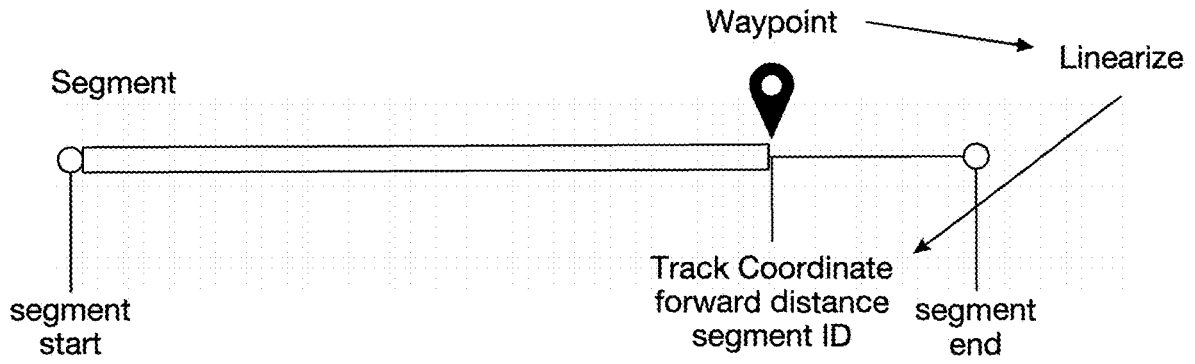 Waypoint
Linearize
Segment
Track Coordinate
forward distance
segment ID
segment
start
segment
end